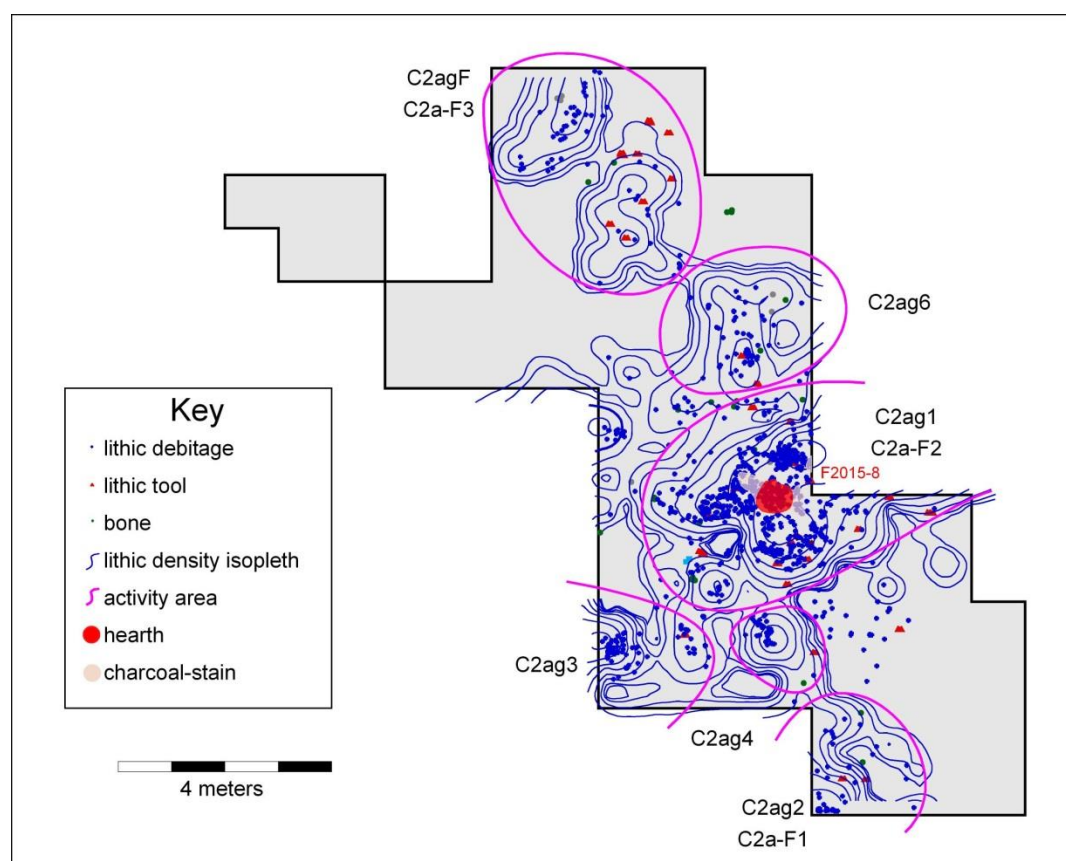 C2agF
C2a-F3
C2ag6
Key
lithic debitage
lithic tool
bone
lithic density isopleth
activity area
hearth
charcoal-stain
C2ag1
C2a-F2
F2015-8
C2ag3
C2ag4
4 meters
C2ag2
C2a-F1